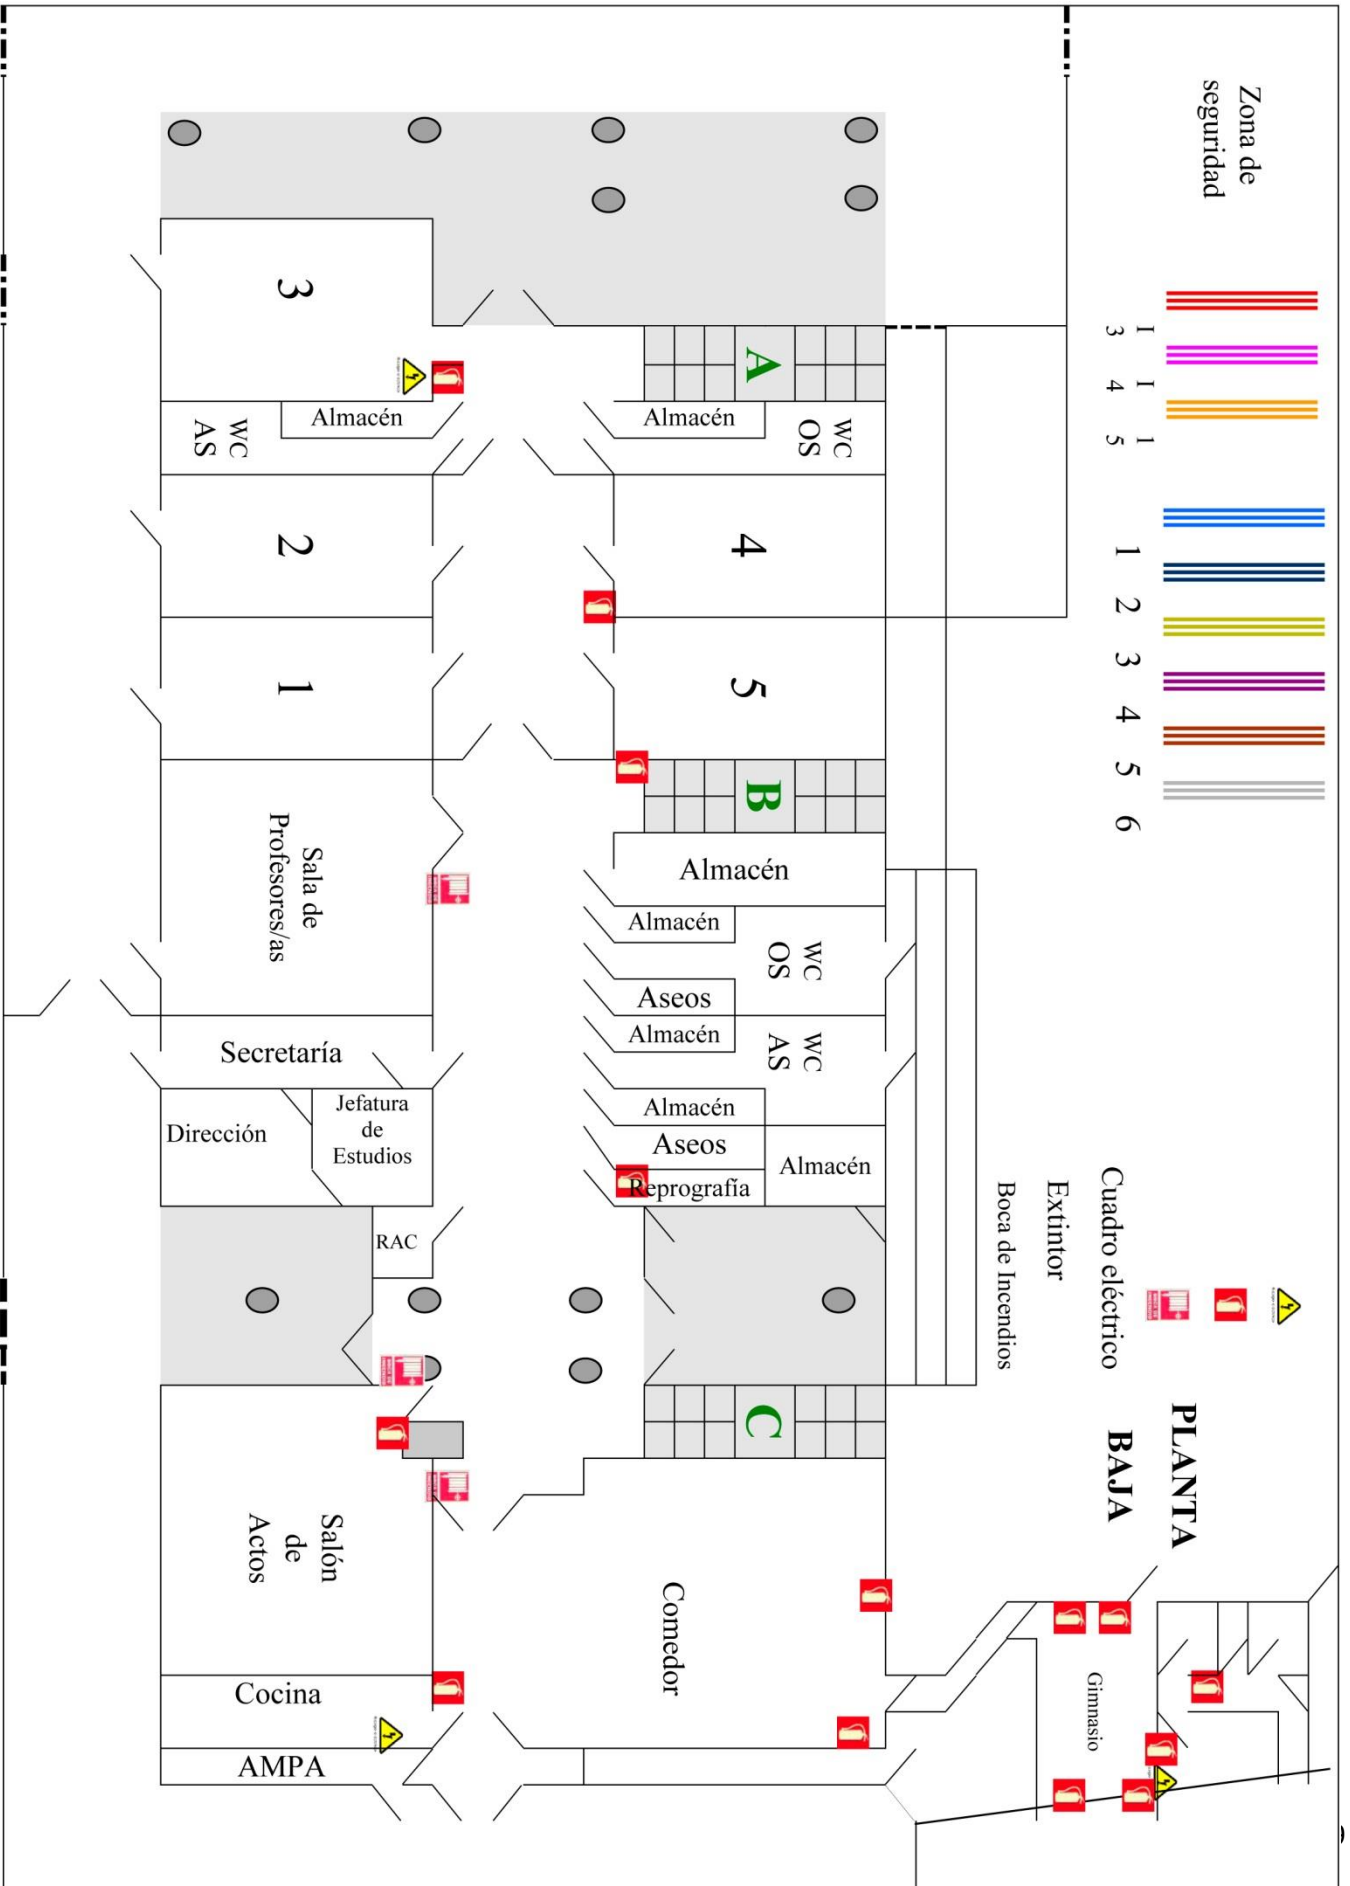 Zona de
seguridad
I
3
I
4
1
5
1
2
3
4
5
6
Cuadro eléctrico
Extintor
Boca de Incendios
PLANTA
BAJA
A
B
C
3
2
1
4
5
WC
AS
Almacén
Almacén
WC
OS
Almacén
Almacén
WC
OS
Aseos
Almacén
WC
AS
Almacén
Aseos
Almacén
Reprografía
Sala de
Profesores/as
Secretaría
Dirección
Jefatura
de
Estudios
RAC
Salón
de
Actos
Comedor
Cocina
AMPA
Gimnasio